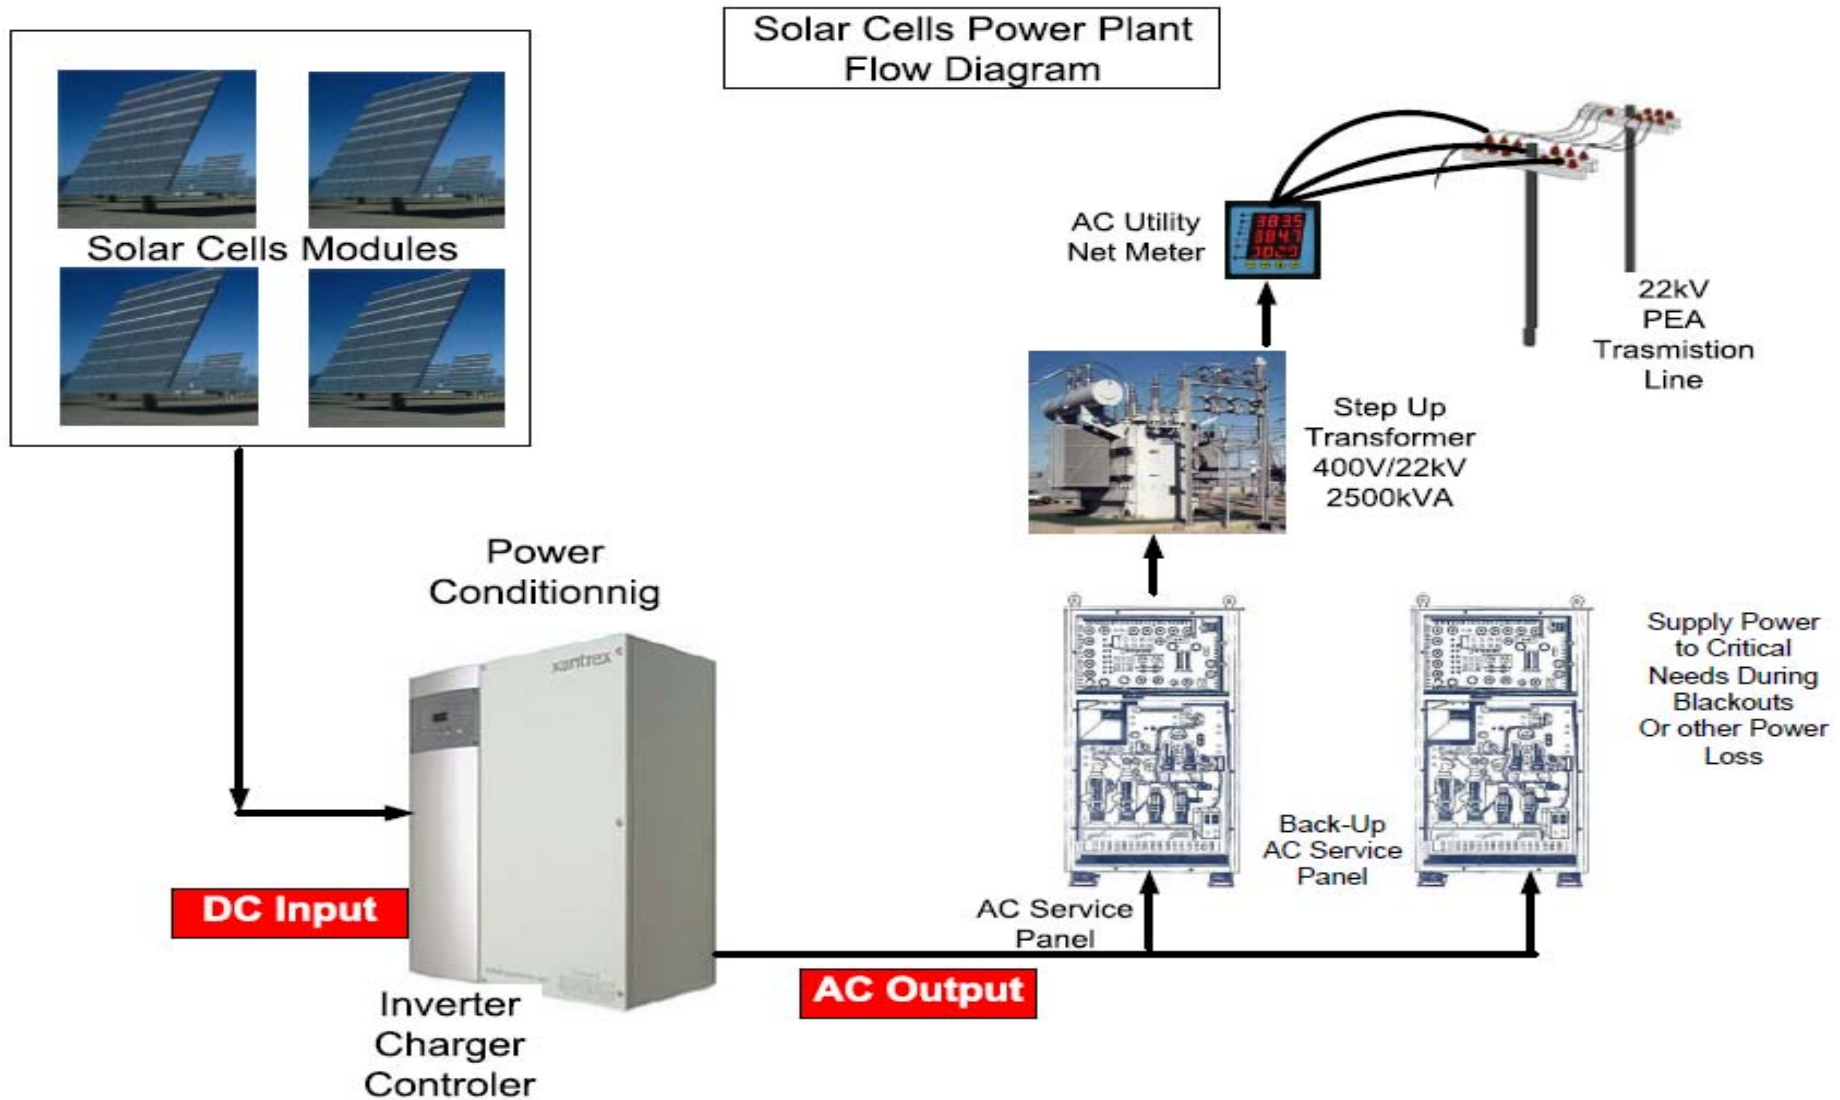 Solar Cells Power Plant
Flow Diagram
Solar Cells Modules
AC Utility
Net Meter
22kV
PEA
Trasmistion
Line
Step Up
Transformer
400V/22kV
2500kVA
Power
Conditionnig
xantrex
Supply Power
to Critical
Needs During
Blackouts
Or other Power
Loss
Back-Up
AC Service
Panel
DC Input
AC Service
Panel
AC Output
Inverter
Charger
Controler